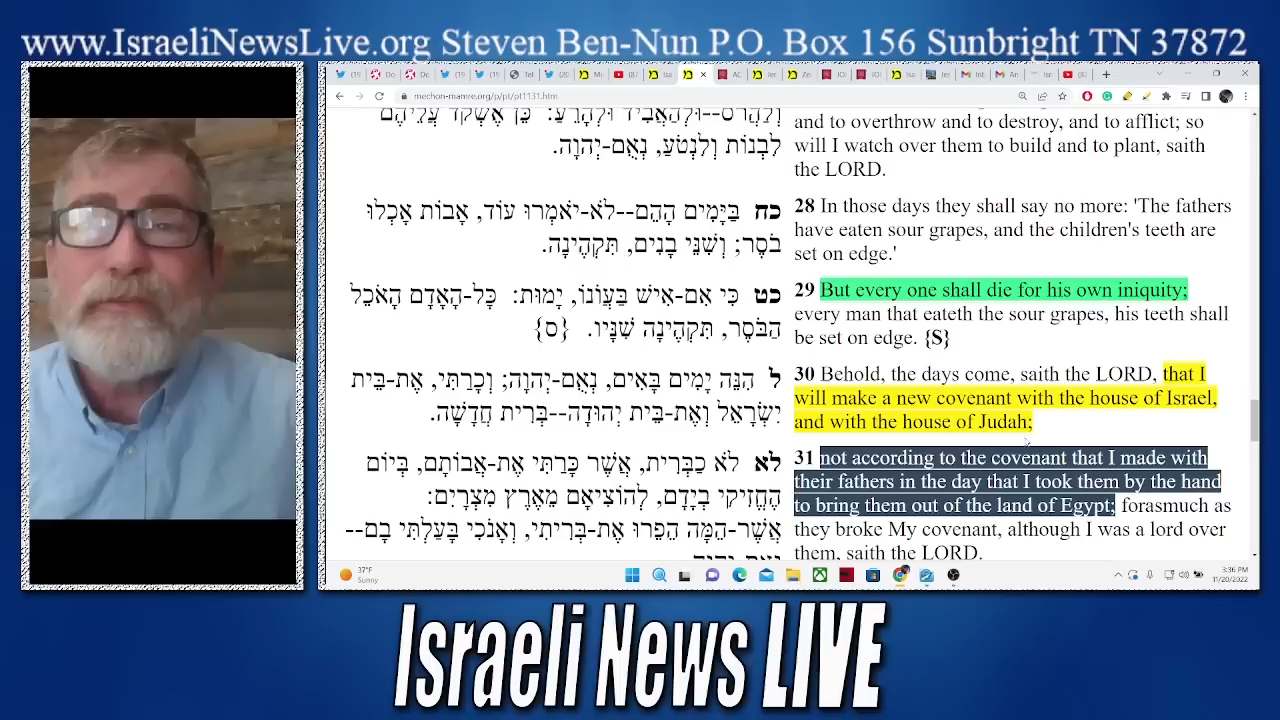 www.IsraeliNewsLive.org Steven Ben-Nun P.O. Box 156 Sunbright TN 37872
mechon-mamre.org/p/pt/pt1131.htm
וְלַהֲרֹס--וּלְהַאֲבִיד וּלְהָרֵעַ: כֵּן אֶשְׁקֹד עֲלֵיהֶם
לִבְנוֹת וְלִנְטֹעַ, נְאֻם-יְהוָה.
and to overthrow and to destroy, and to afflict; so
will I watch over them to build and to plant, saith
the LORD.
כח בַּיָּמִים הָהֵם--לֹא-יֹאמְרוּ עוֹד, אָבוֹת אָכְלוּ
בֹסֶר; וְשִׁנֵּי בָנִים, תִּקְהֶינָה.
28 In those days they shall say no more: 'The fathers
have eaten sour grapes, and the children's teeth are
set on edge.'
כט כִּי אִם-אִישׁ בַּעֲוֺנוֹ, יָמוּת: כָּל-הָאָדָם הָאֹכֵל
הַבֹּסֶר, תִּקְהֶינָה שִׁנָּיו. {ס}
29 But every one shall die for his own iniquity;
every man that eateth the sour grapes, his teeth shall
be set on edge. {S}
ל הִנֵּה יָמִים בָּאִים, נְאֻם-יְהוָה; וְכָרַתִּי, אֶת-בֵּית
יִשְׂרָאֵל וְאֶת-בֵּית יְהוּדָה--בְּרִית חֲדָשָׁה.
30 Behold, the days come, saith the LORD, that I
will make a new covenant with the house of Israel,
and with the house of Judah;
לא לֹא כַבְּרִית, אֲשֶׁר כָּרַתִּי אֶת-אֲבוֹתָם, בְּיוֹם
הֶחֱזִיקִי בְיָדָם, לְהוֹצִיאָם מֵאֶרֶץ מִצְרָיִם:
אֲשֶׁר-הֵמָּה הֵפֵרוּ אֶת-בְּרִיתִי, וְאָנֹכִי בָּעַלְתִּי בָם--
31 not according to the covenant that I made with
their fathers in the day that I took them by the hand
to bring them out of the land of Egypt; forasmuch as
they broke My covenant, although I was a lord over
them, saith the LORD.
37°F
Sunny
3:36 PM
11/20/2022
Israeli News LIVE